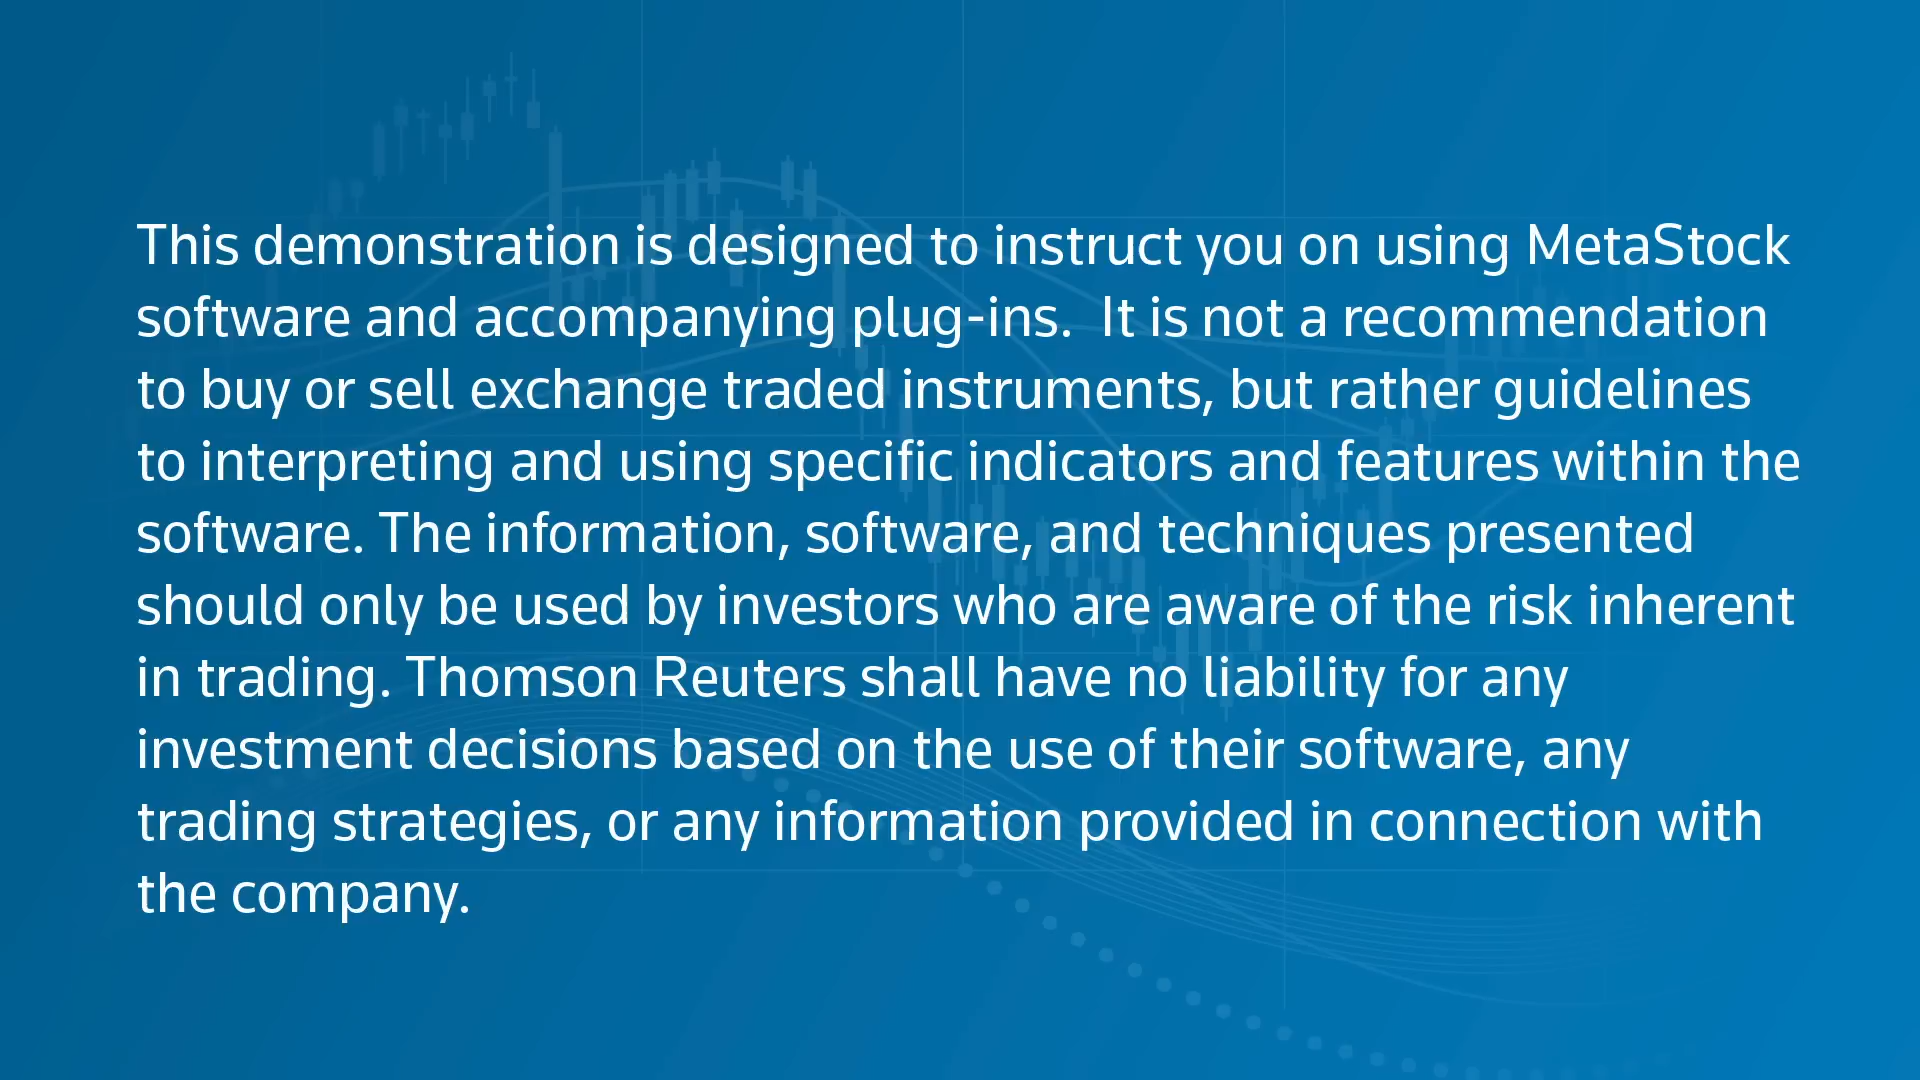 This demonstration is designed to instruct you on using MetaStock
software and accompanying plug-ins.  It is not a recommendation
to buy or sell exchange traded instruments, but rather guidelines
to interpreting and using specific indicators and features within the
software. The information, software, and techniques presented
should only be used by investors who are aware of the risk inherent
in trading. Thomson Reuters shall have no liability for any
investment decisions based on the use of their software, any
trading strategies, or any information provided in connection with
the company.